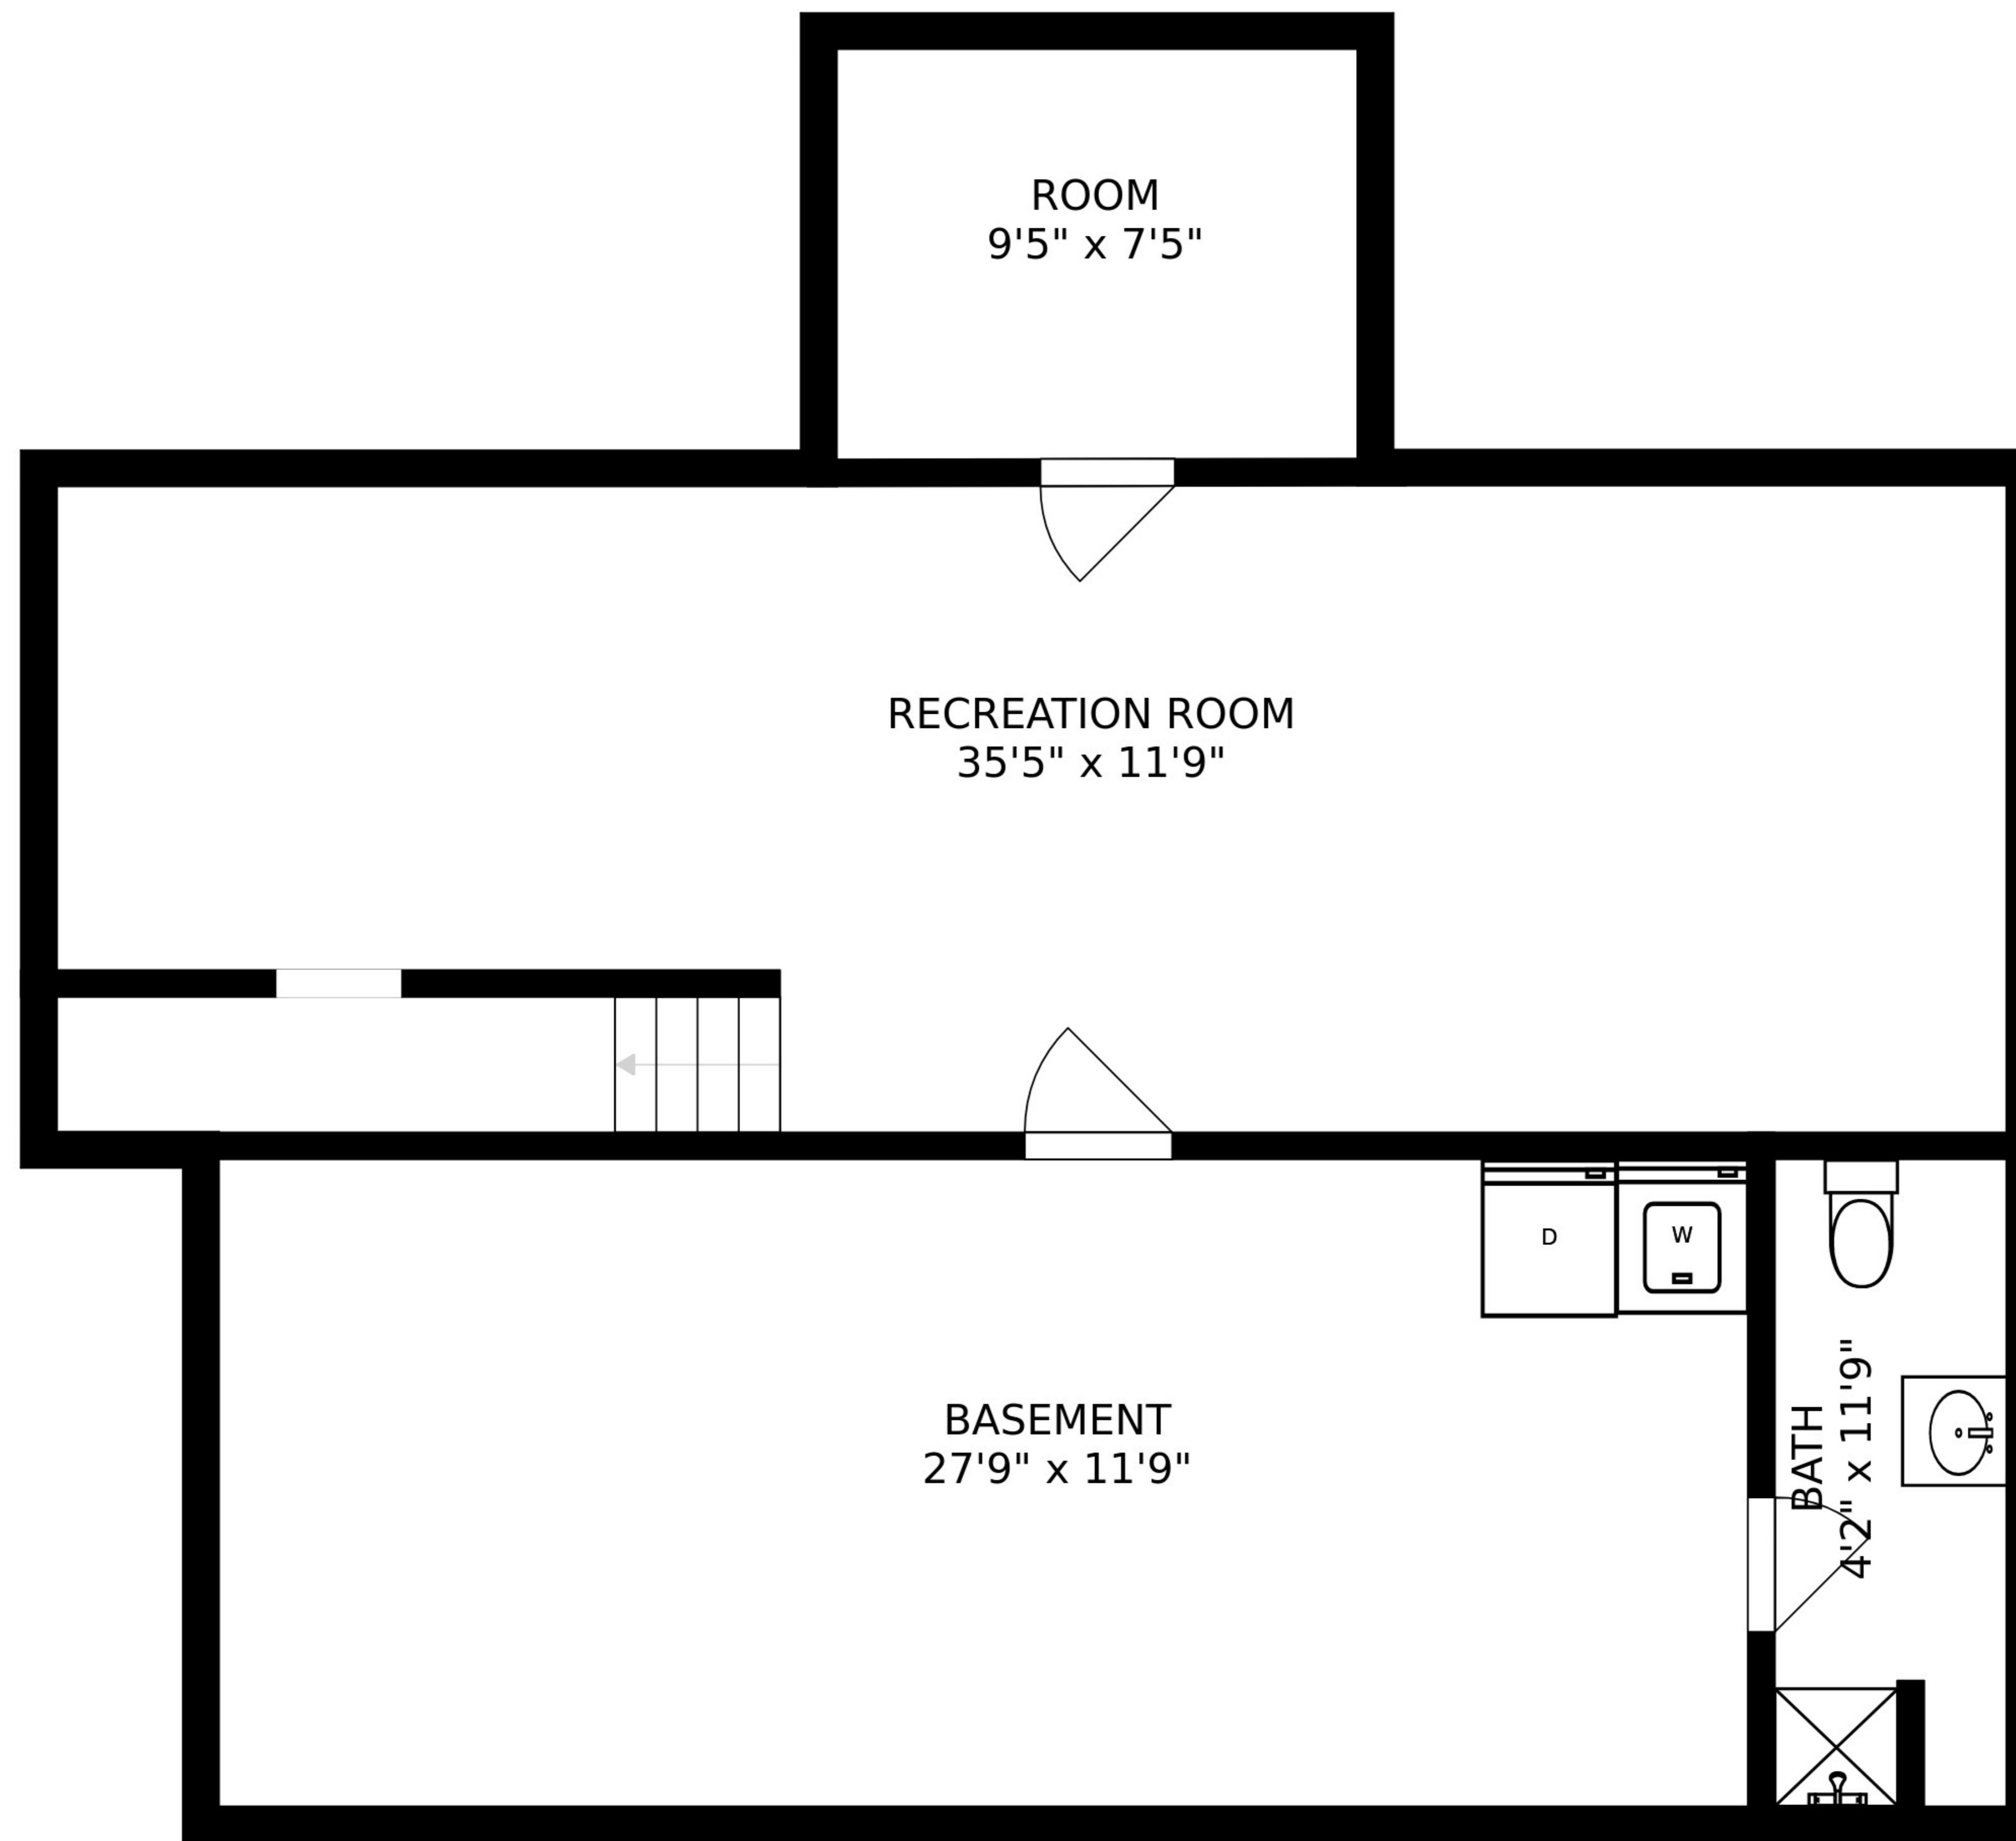 ROOM
9'5" x 7'5"
RECREATION ROOM
35'5" x 11'9"
D
W
BASEMENT
27'9" x 11'9"
BATH
4'2" x 11'9"